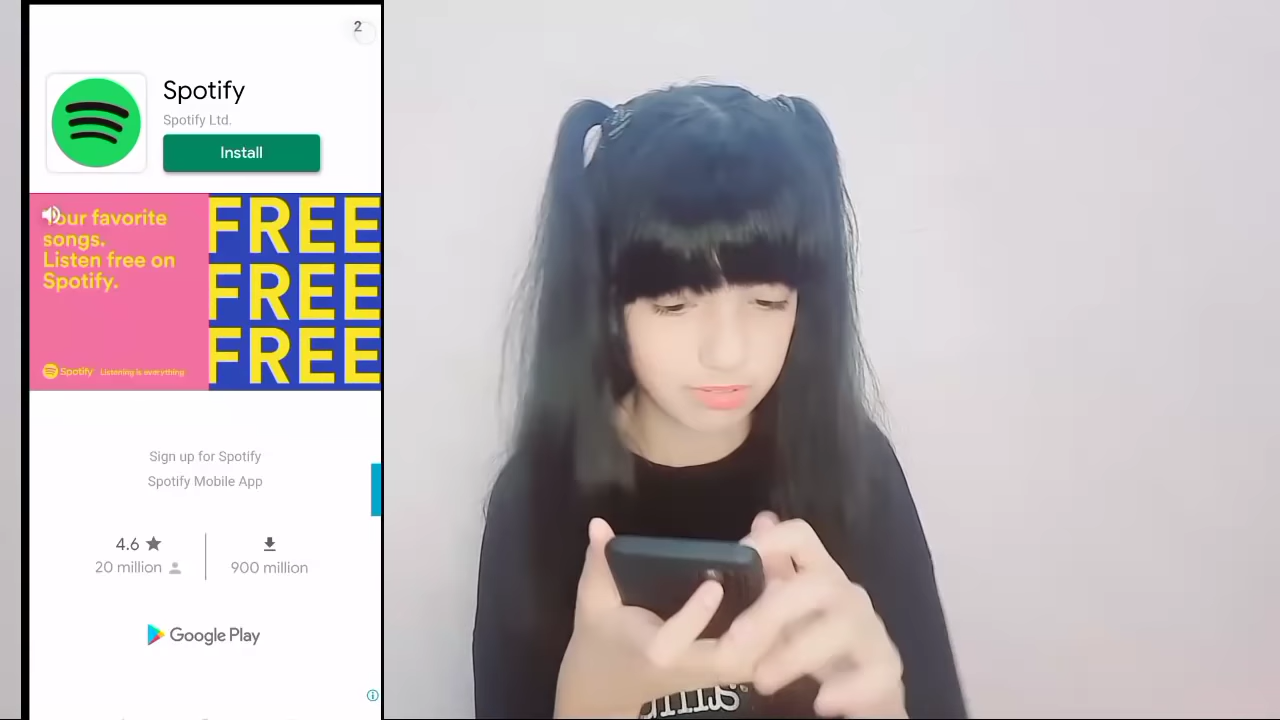 2
Spotify
Spotify Ltd.
Install
Your favorite
songs.
Listen free on
Spotify.
Spotify
Listening is everything
FREE
FREE
FREE
Sign up for Spotify
Spotify Mobile App
4.6
20 million
900 million
Google Play